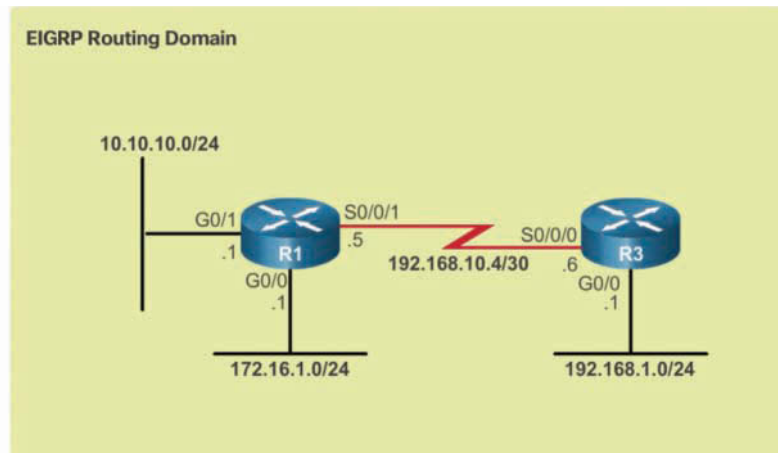 EIGRP Routing Domain
10.10.10.0/24
G0/1
S0/0/1
.1
R1
.5
192.168.10.4/30
S0/0/0
.6
R3
G0/0
.1
G0/0
.1
172.16.1.0/24
192.168.1.0/24